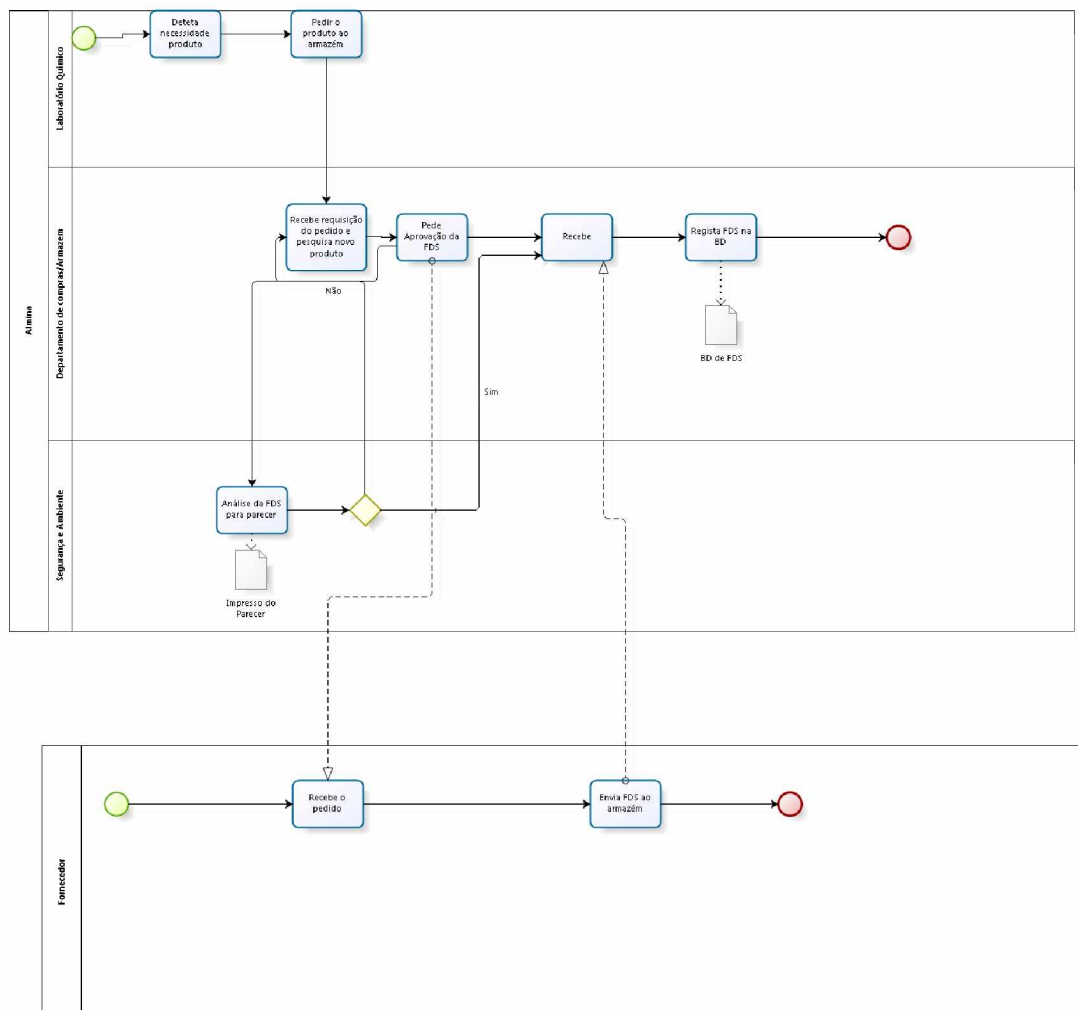 Almina
Laboratório Químico
Deteta
necessidade
produto
Pedir o
produto ao
armazém
Departamento de compras/Armazem
Recebe requisição
do pedido e
pesquisa novo
produto
Pede
Aprovação da
FDS
Recebe
Regista FDS na
BD
Não
BD de FDS
Sim
Segurança e Ambiente
Análise da FDS
para parecer
Impresso do
Parecer
Fornecedor
Recebe o
pedido
Envia FDS ao
armazém